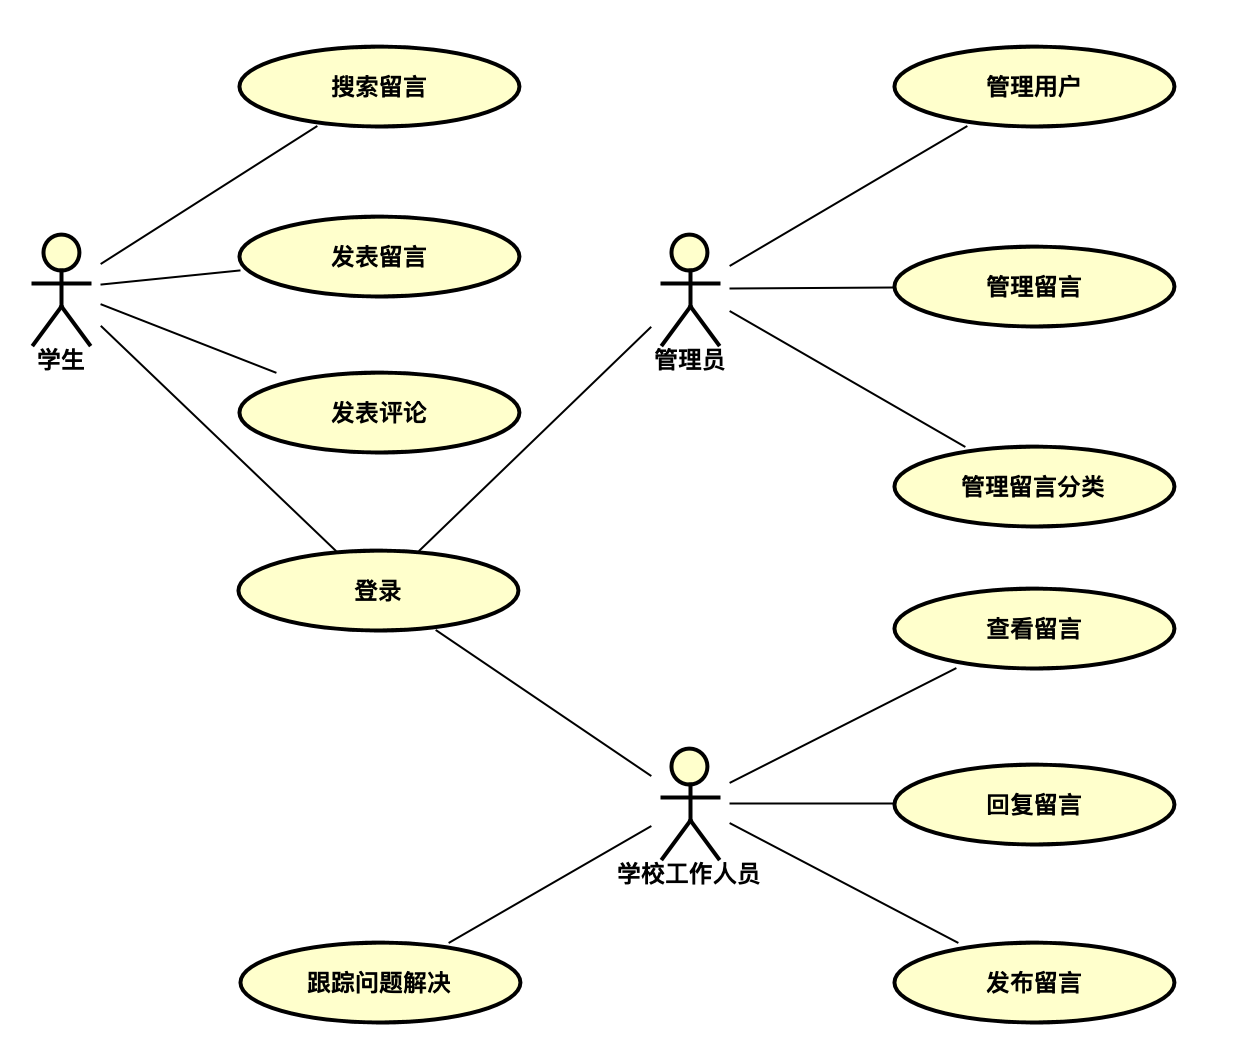 搜索留言
管理用户
发表留言
管理留言
学生
管理员
发表评论
管理留言分类
登录
查看留言
回复留言
学校工作人员
跟踪问题解决
发布留言